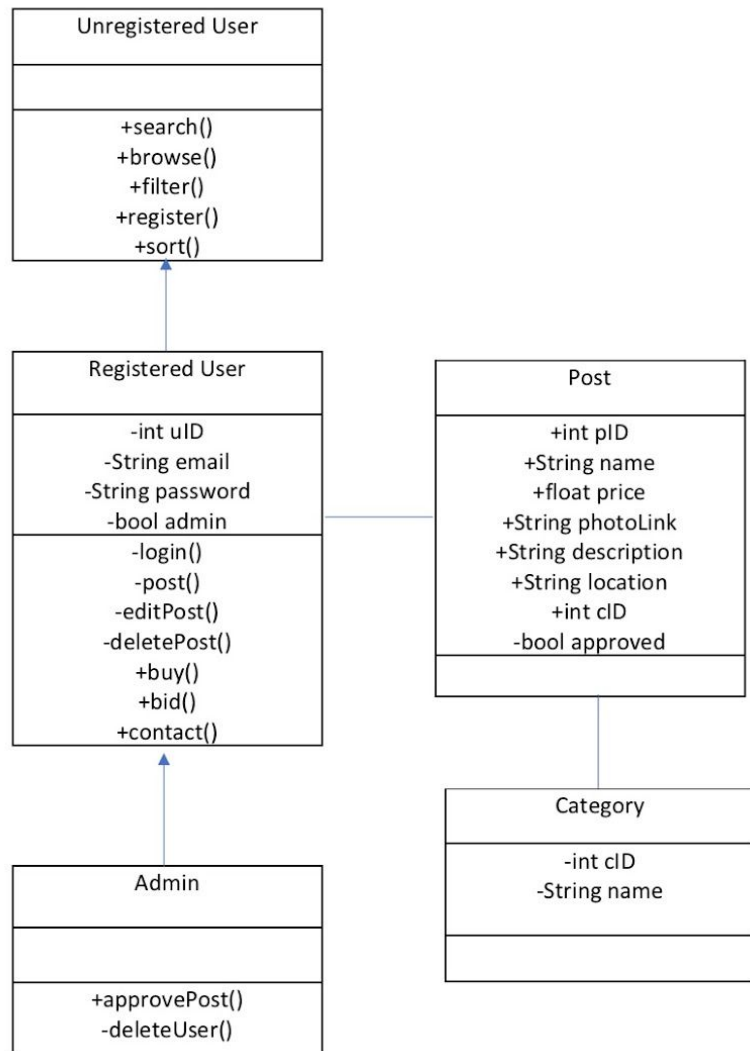 Unregistered User
+search()
+browse()
+filter()
+register()
+sort()
Registered User
-int uID
-String email
-String password
-bool admin
-login()
-post()
-editPost()
-deletePost()
+buy()
+bid()
+contact()
Post
+int pID
+String name
+float price
+String photoLink
+String description
+String location
+int cID
-bool approved
Category
-int cID
-String name
Admin
+approvePost()
-deleteUser()